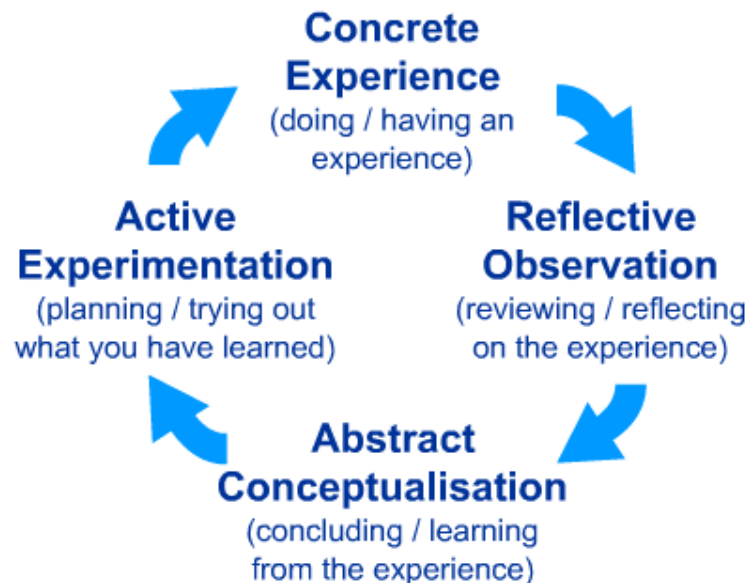 Concrete
Experience
(doing / having an
experience)
Reflective
Observation
(reviewing / reflecting
on the experience)
Abstract
Conceptualisation
(concluding / learning
from the experience)
Active
Experimentation
(planning / trying out
what you have learned)